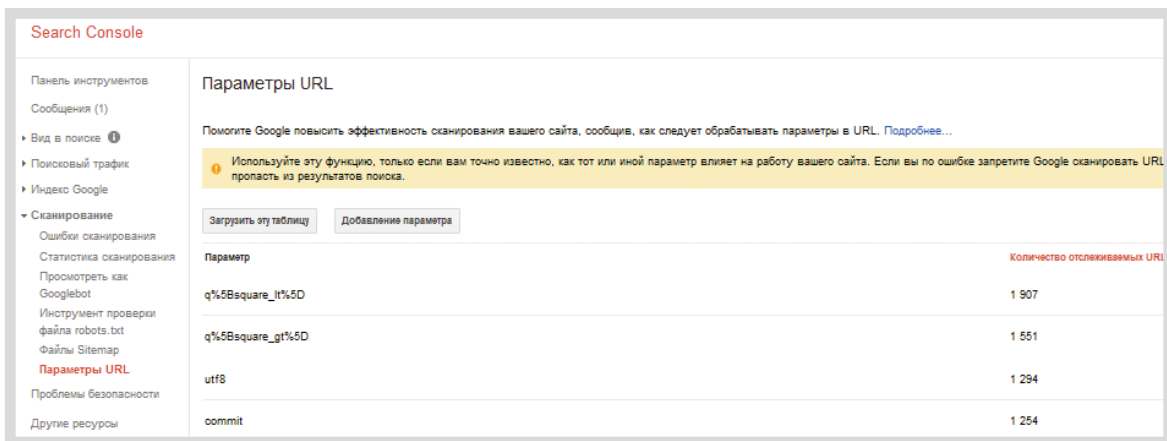 Search Console
Панель инструментов
Сообщения (1)
Вид в поиске
Поисковый трафик
Индекс Google
Сканирование
Ошибки сканирования
Статистика сканирования
Просмотреть как
Googlebot
Инструмент проверки
файла robots.txt
Файлы Sitemap
Параметры URL
Проблемы безопасности
Другие ресурсы
Параметры URL
Помогите Google повысить эффективность сканирования вашего сайта, сообщив, как следует обрабатывать параметры в URL. Подробнее...
Используйте эту функцию, только если вам точно известно, как тот или иной параметр влияет на работу вашего сайта. Если вы по ошибке запретите Google сканировать URL
пропасть из результатов поиска.
Загрузить эту таблицу Добавление параметра
Параметр Количество отслеживаемых URL
q%5Bsquare_lt%5D 1 907
q%5Bsquare_gt%5D 1 551
utf8 1 294
commit 1 254